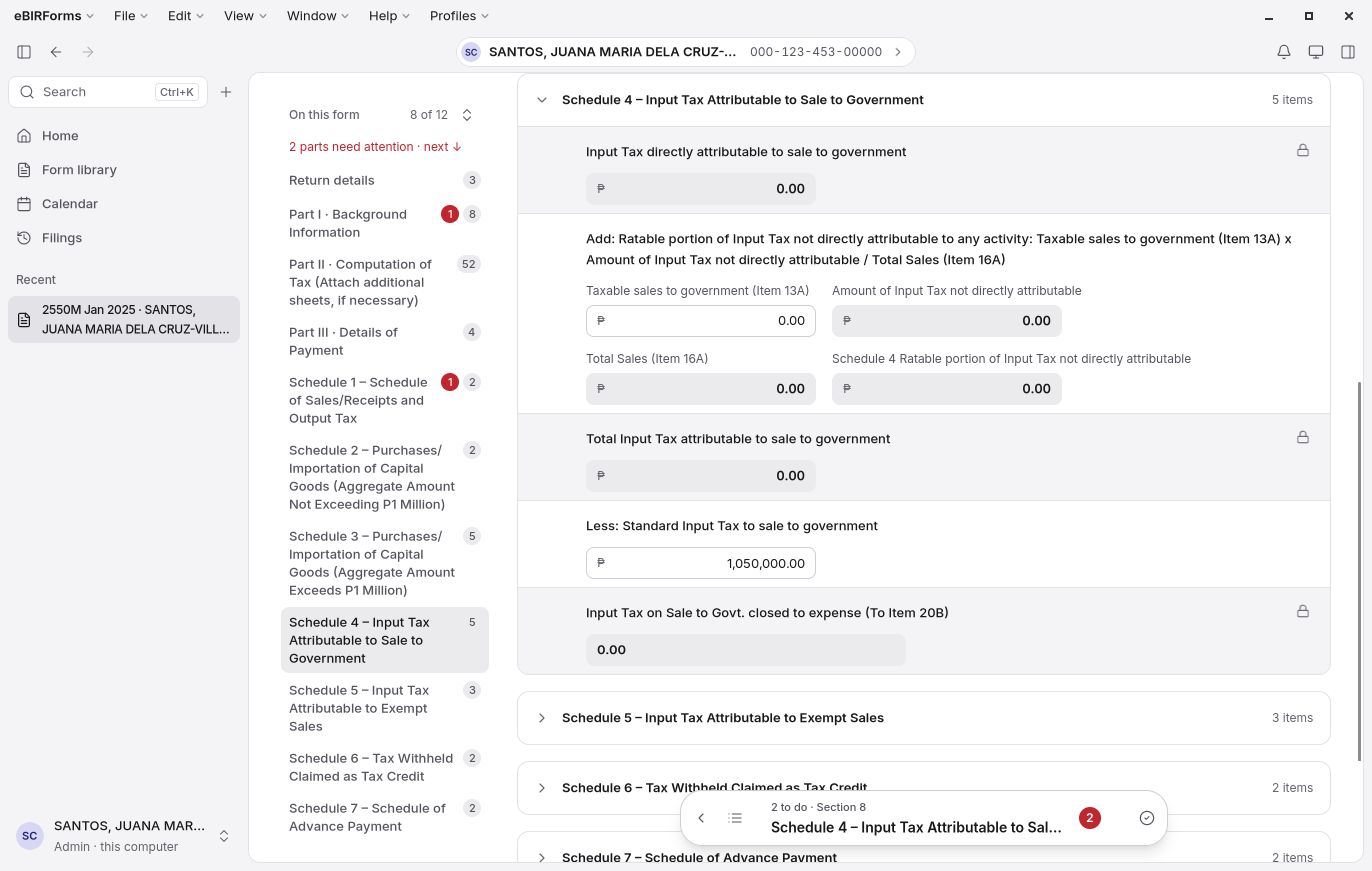 eBIRForms File Edit View Window Help Profiles
SC SANTOS, JUANA MARIA DELA CRUZ-... 000-123-453-00000
Search Ctrl+K
Home
Form library
Calendar
Filings
Recent
2550M Jan 2025 · SANTOS,
JUANA MARIA DELA CRUZ-VILL...
SC SANTOS, JUANA MAR...
Admin · this computer
On this form 8 of 12
2 parts need attention · next ↓
Return details 3
Part I · Background 1 8
Information
Part II · Computation of 52
Tax (Attach additional
sheets, if necessary)
Part III · Details of 4
Payment
Schedule 1 – Schedule 1 2
of Sales/Receipts and
Output Tax
Schedule 2 – Purchases/ 2
Importation of Capital
Goods (Aggregate Amount
Not Exceeding P1 Million)
Schedule 3 – Purchases/ 5
Importation of Capital
Goods (Aggregate Amount
Exceeds P1 Million)
Schedule 4 – Input Tax 5
Attributable to Sale to
Government
Schedule 5 – Input Tax 3
Attributable to Exempt
Sales
Schedule 6 – Tax Withheld 2
Claimed as Tax Credit
Schedule 7 – Schedule of 2
Advance Payment
Schedule 4 – Input Tax Attributable to Sale to Government 5 items
Input Tax directly attributable to sale to government
₱ 0.00
Add: Ratable portion of Input Tax not directly attributable to any activity: Taxable sales to government (Item 13A) x
Amount of Input Tax not directly attributable / Total Sales (Item 16A)
Taxable sales to government (Item 13A) Amount of Input Tax not directly attributable
₱ 0.00 ₱ 0.00
Total Sales (Item 16A) Schedule 4 Ratable portion of Input Tax not directly attributable
₱ 0.00 ₱ 0.00
Total Input Tax attributable to sale to government
₱ 0.00
Less: Standard Input Tax to sale to government
₱ 1,050,000.00
Input Tax on Sale to Govt. closed to expense (To Item 20B)
0.00
Schedule 5 – Input Tax Attributable to Exempt Sales 3 items
Schedule 6 – Tax Withheld Claimed as Tax Credit 2 items
2 to do · Section 8
Schedule 4 – Input Tax Attributable to Sal... 2
Schedule 7 – Schedule of Advance Payment 2 items